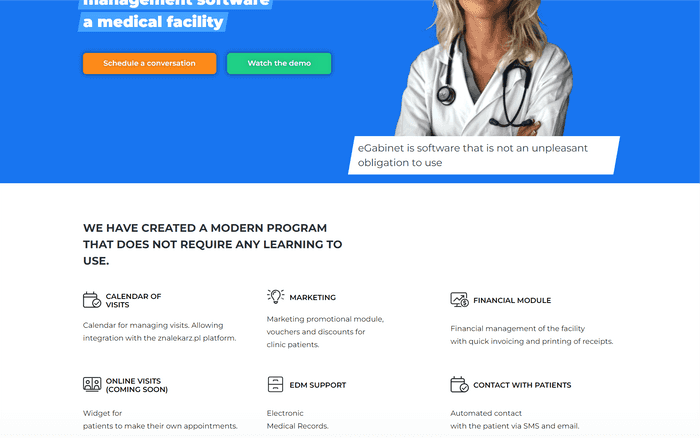 management software
a medical facility
Schedule a conversation
Watch the demo
eGabinet is software that is not an unpleasant
obligation to use
WE HAVE CREATED A MODERN PROGRAM
THAT DOES NOT REQUIRE ANY LEARNING TO
USE.
CALENDAR OF
VISITS
Calendar for managing visits. Allowing
integration with the znalekarz.pl platform.
MARKETING
Marketing promotional module,
vouchers and discounts for
clinic patients.
FINANCIAL MODULE
Financial management of the facility
with quick invoicing and printing of receipts.
ONLINE VISITS
(COMING SOON)
Widget for
patients to make their own appointments.
EDM SUPPORT
Electronic
Medical Records.
CONTACT WITH PATIENTS
Automated contact
with the patient via SMS and email.